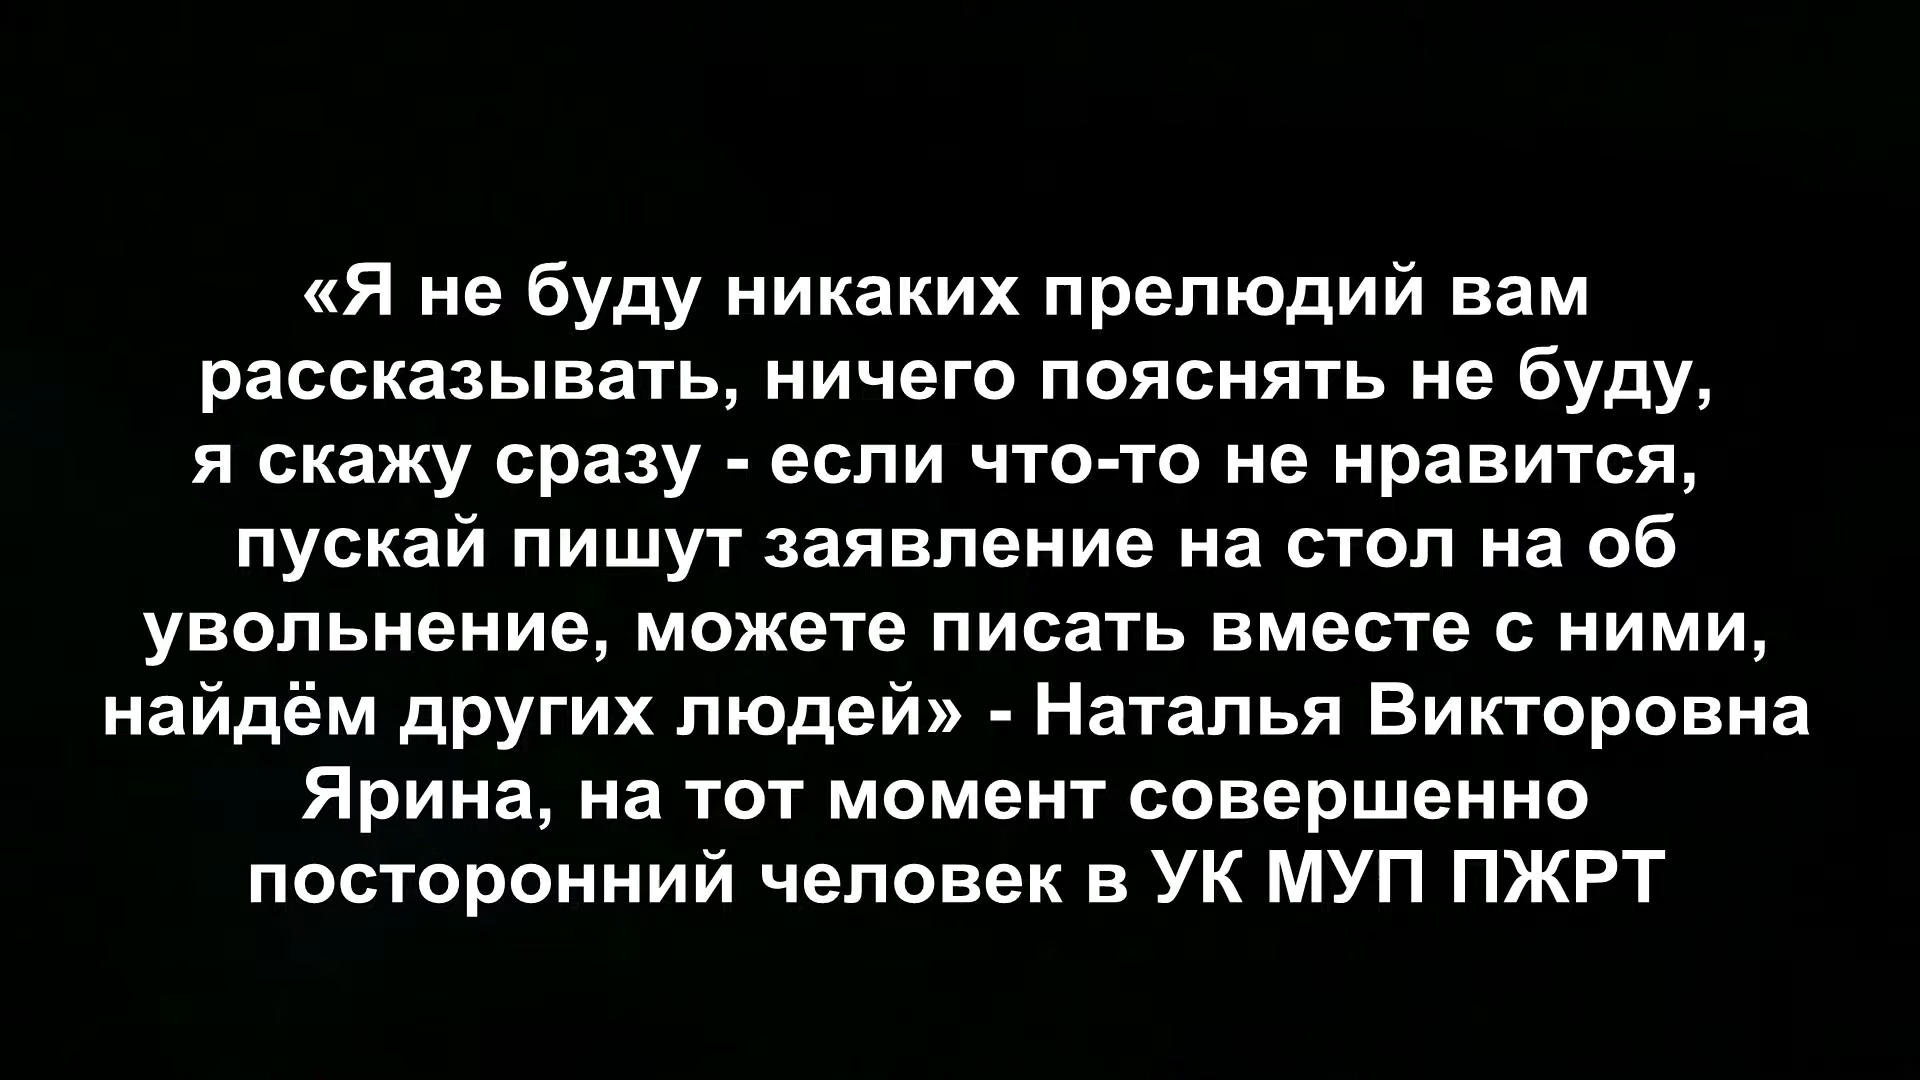 «Я не буду никаких прелюдий вам
рассказывать, ничего пояснять не буду,
я скажу сразу - если что-то не нравится,
пускай пишут заявление на стол на об
увольнение, можете писать вместе с ними,
найдём других людей» - Наталья Викторовна
Ярина, на тот момент совершенно
посторонний человек в УК МУП ПЖРТ